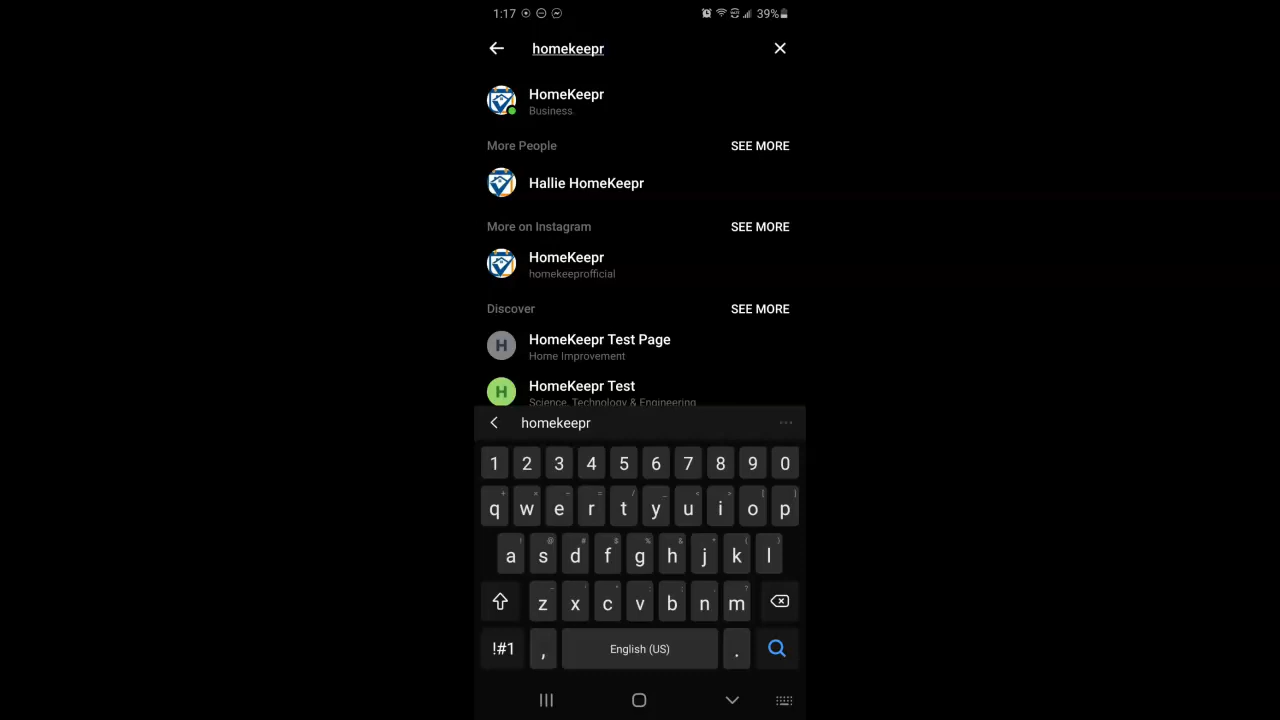 1:17 39%
homekeepr
HomeKeepr
Business
More People SEE MORE
Hallie HomeKeepr
More on Instagram SEE MORE
HomeKeepr
homekeeprofficial
Discover SEE MORE
H HomeKeepr Test Page
Home Improvement
H HomeKeepr Test
Science, Technology & Engineering
homekeepr
1 2 3 4 5 6 7 8 9 0
q w e r t y u i o p
a s d f g h j k l
z x c v b n m
!#1 , English (US) .